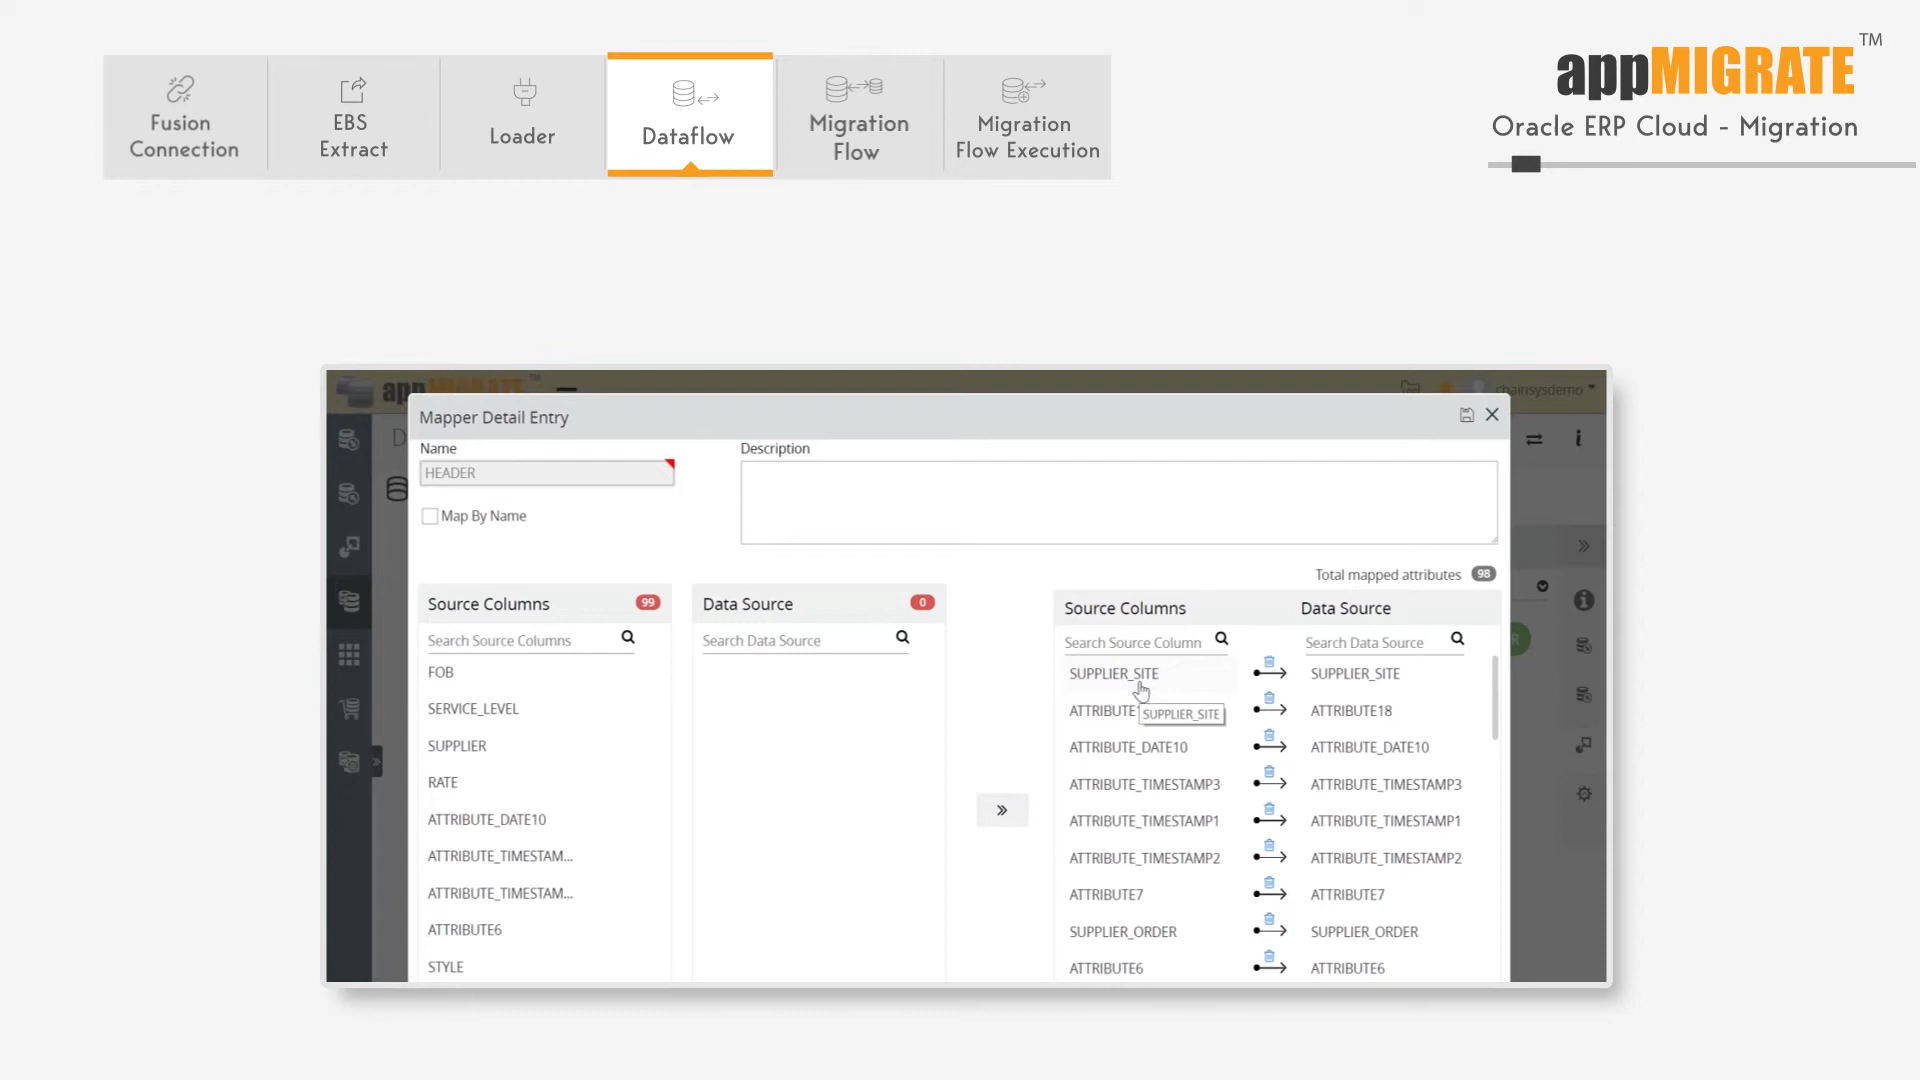 Fusion
Connection
EBS
Extract
Loader
Dataflow
Migration
Flow
Migration
Flow Execution
appMIGRATE™
Oracle ERP Cloud - Migration
appMIGRATE™
chainsysdemo
Mapper Detail Entry
Name
Description
HEADER
Map By Name
Total mapped attributes 98
Source Columns 99
Data Source 0
Source Columns Data Source
Search Source Columns
Search Data Source
Search Source Column
Search Data Source
FOB
SERVICE_LEVEL
SUPPLIER
RATE
ATTRIBUTE_DATE10
ATTRIBUTE_TIMESTAM...
ATTRIBUTE_TIMESTAM...
ATTRIBUTE6
STYLE
SUPPLIER_SITE SUPPLIER_SITE
ATTRIBUTE ATTRIBUTE18
SUPPLIER_SITE
ATTRIBUTE_DATE10 ATTRIBUTE_DATE10
ATTRIBUTE_TIMESTAMP3 ATTRIBUTE_TIMESTAMP3
ATTRIBUTE_TIMESTAMP1 ATTRIBUTE_TIMESTAMP1
ATTRIBUTE_TIMESTAMP2 ATTRIBUTE_TIMESTAMP2
ATTRIBUTE7 ATTRIBUTE7
SUPPLIER_ORDER SUPPLIER_ORDER
ATTRIBUTE6 ATTRIBUTE6